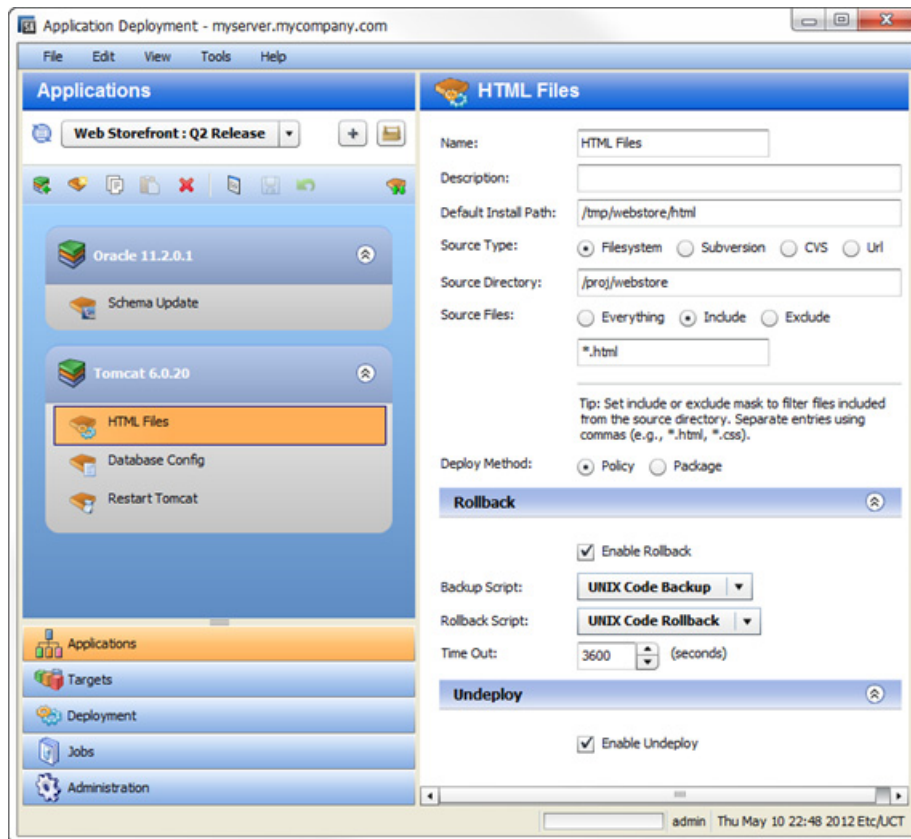 Application Deployment - myserver.mycompany.com
File Edit View Tools Help
Applications
Web Storefront : Q2 Release
Oracle 11.2.0.1
Schema Update
Tomcat 6.0.20
HTML Files
Database Config
Restart Tomcat
Applications
Targets
Deployment
Jobs
Administration
HTML Files
Name: HTML Files
Description:
Default Install Path: /tmp/webstore/html
Source Type: Filesystem Subversion CVS Url
Source Directory: /proj/webstore
Source Files: Everything Include Exclude
*.html
Tip: Set include or exclude mask to filter files included
from the source directory. Separate entries using
commas (e.g., *.html, *.css).
Deploy Method: Policy Package
Rollback
Enable Rollback
Backup Script: UNIX Code Backup
Rollback Script: UNIX Code Rollback
Time Out: 3600 (seconds)
Undeploy
Enable Undeploy
admin Thu May 10 22:48 2012 Etc/UCT